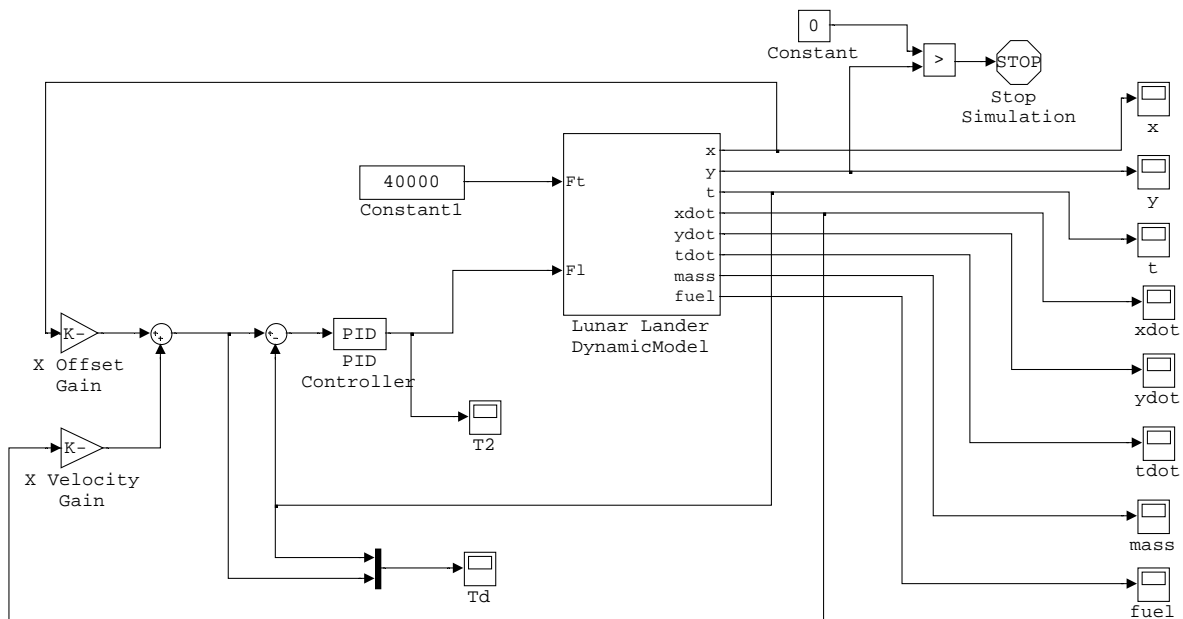 0
Constant
>
STOP
Stop
Simulation
x
x
y
y
40000
Constant1
Ft
t
t
xdot
xdot
ydot
tdot
Fl
mass
fuel
Lunar Lander
DynamicModel
K-
+
+
+
-
PID
PID
Controller
X Offset
Gain
ydot
T2
K-
X Velocity
Gain
tdot
mass
Td
fuel